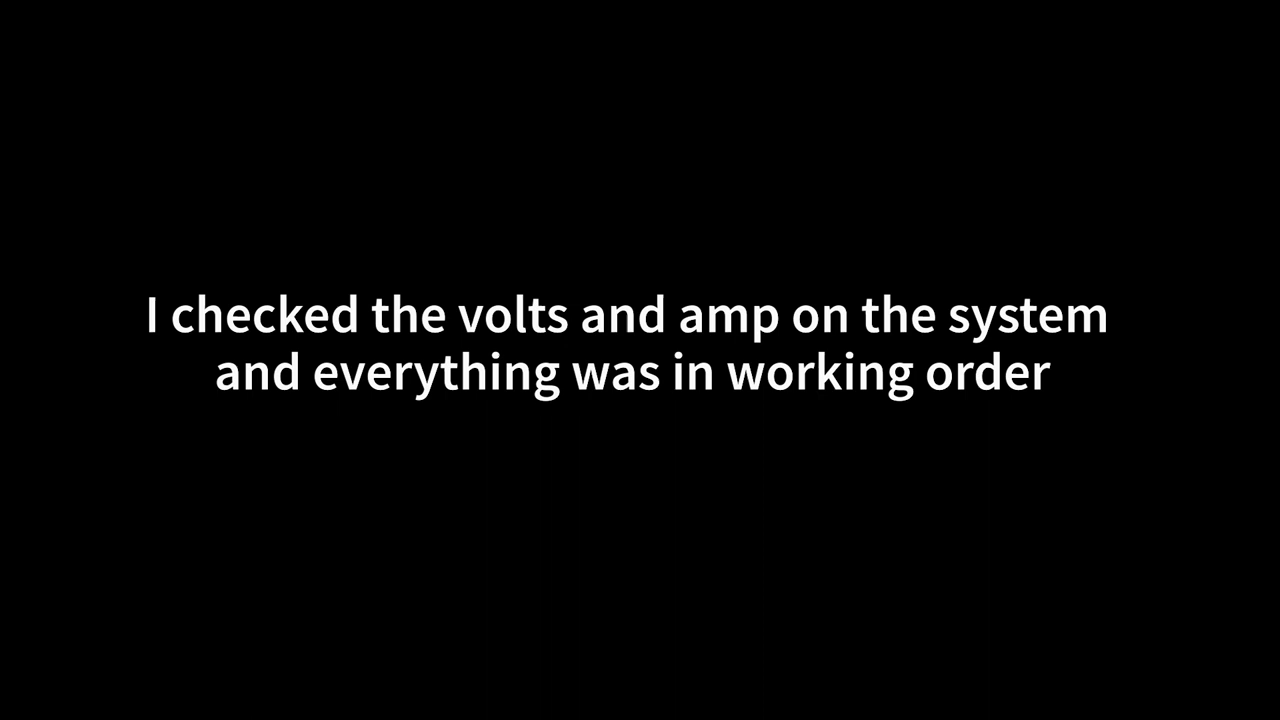 I checked the volts and amp on the system
and everything was in working order